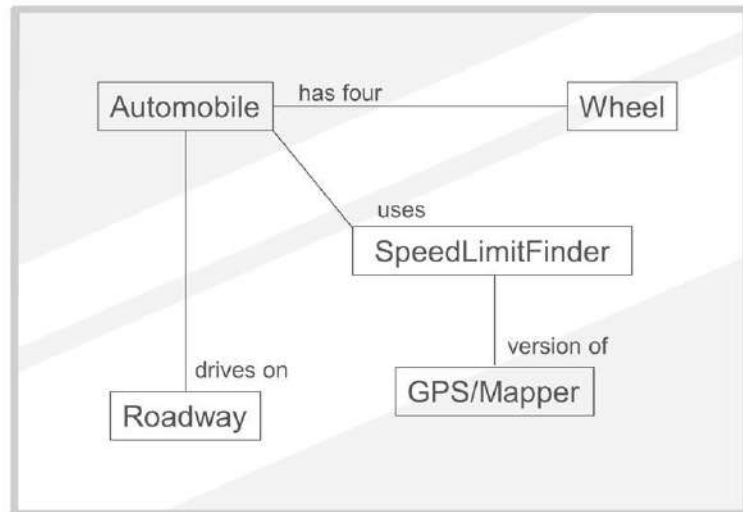 Automobile
has four
Wheel
uses
SpeedLimitFinder
version of
drives on
GPS/Mapper
Roadway